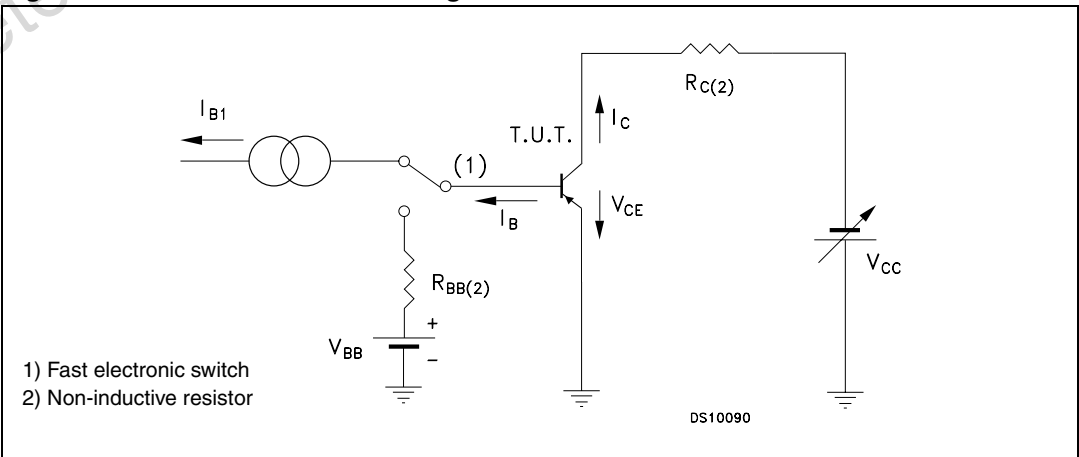 I_B1
R_C(2)
I_C
T.U.T.
(1)
I_B
V_CE
R_BB(2)
V_CC
+
V_BB
−
1) Fast electronic switch
2) Non-inductive resistor
DS10090